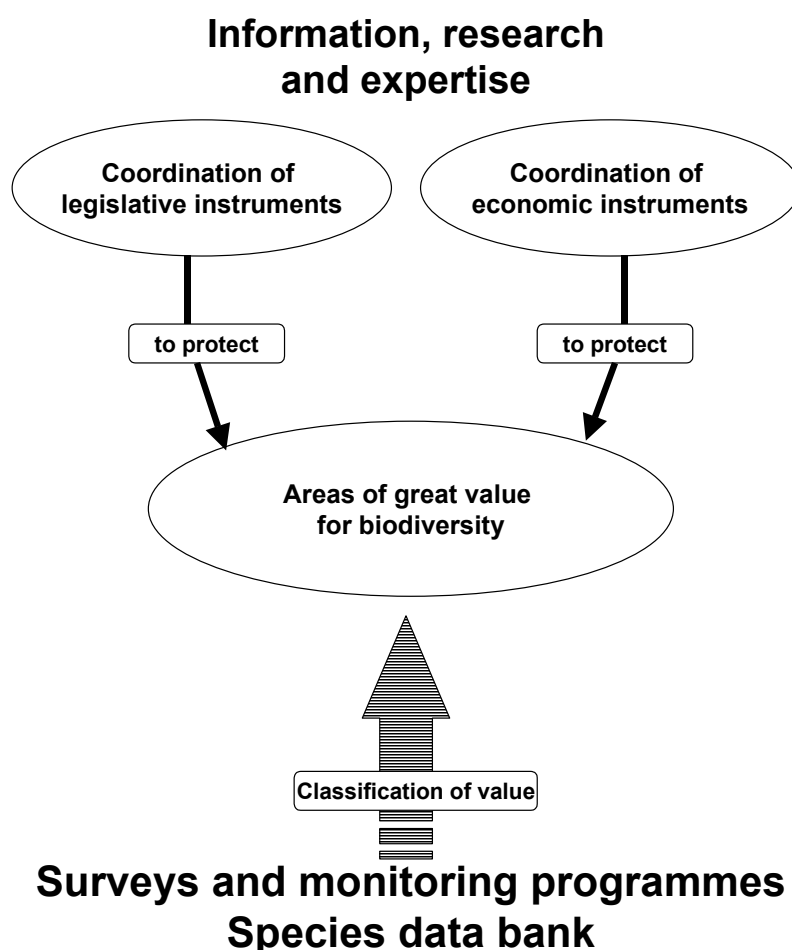 Information, research
and expertise
Coordination of
legislative instruments
Coordination of
economic instruments
to protect
to protect
Areas of great value
for biodiversity
Classification of value
Surveys and monitoring programmes
Species data bank